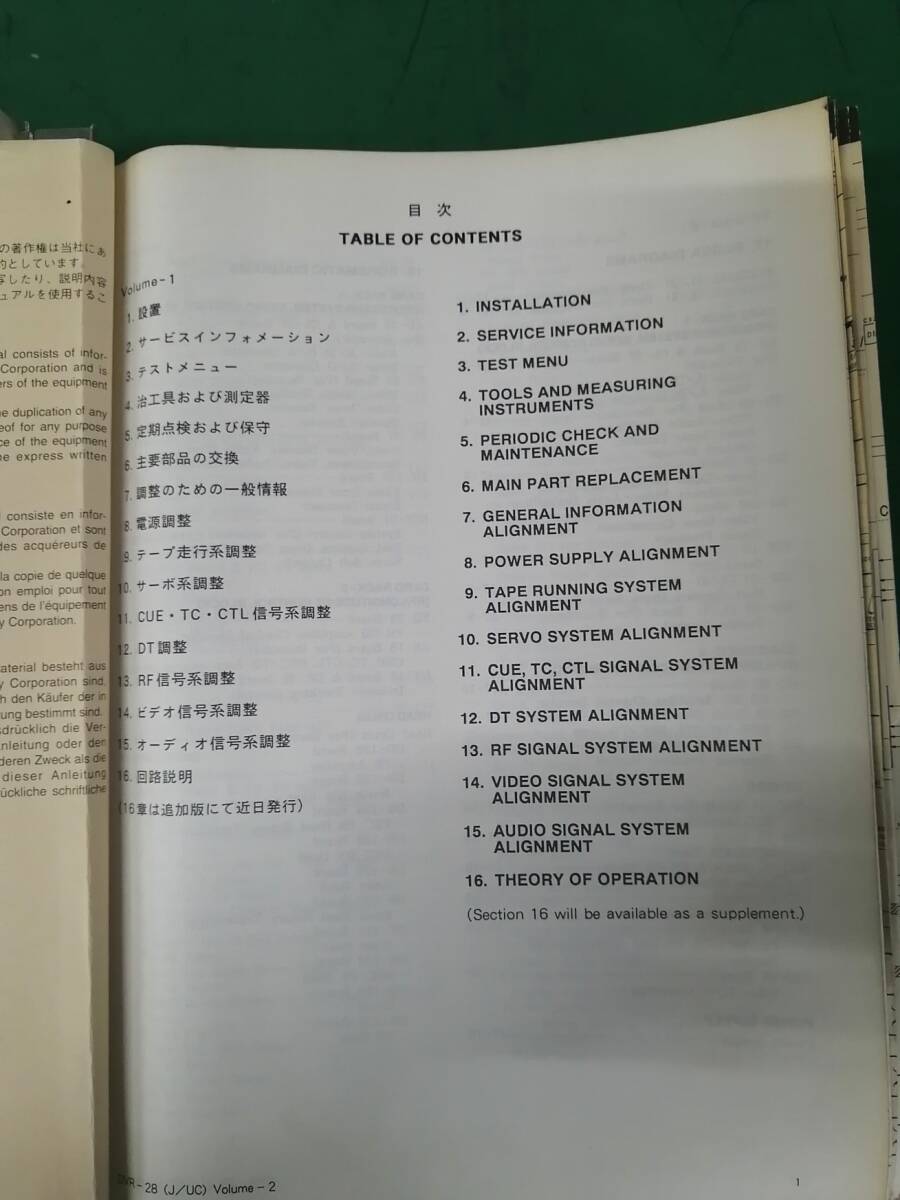 の著作権は当社にあ
的としています。
写したり、説明内容
ュアルを使用するこ
al consists of infor-
Corporation and is
ers of the equipment
he duplication of any
eof for any purpose
ce of the equipment
he express written
l consiste en infor-
Corporation et sont
des acquéreurs de
la copie de quelque
on emploi pour tout
ens de l'équipement
y Corporation.
aterial besteht aus
y Corporation sind.
h den Käufer der in
ung bestimmt sind.
sdrücklich die Ver-
nleitung oder den
deren Zweck als die
dieser Anleitung
ückliche schriftliche
目 次
TABLE OF CONTENTS
Volume-1
1. 設置
2. サービスインフォメーション
3. テストメニュー
4. 治工具および測定器
5. 定期点検および保守
6. 主要部品の交換
7. 調整のための一般情報
8. 電源調整
9. テープ走行系調整
10. サーボ系調整
11. CUE・TC・CTL信号系調整
12. DT調整
13. RF信号系調整
14. ビデオ信号系調整
15. オーディオ信号系調整
16. 回路説明
(16章は追加版にて近日発行)
1. INSTALLATION
2. SERVICE INFORMATION
3. TEST MENU
4. TOOLS AND MEASURING
INSTRUMENTS
5. PERIODIC CHECK AND
MAINTENANCE
6. MAIN PART REPLACEMENT
7. GENERAL INFORMATION
ALIGNMENT
8. POWER SUPPLY ALIGNMENT
9. TAPE RUNNING SYSTEM
ALIGNMENT
10. SERVO SYSTEM ALIGNMENT
11. CUE, TC, CTL SIGNAL SYSTEM
ALIGNMENT
12. DT SYSTEM ALIGNMENT
13. RF SIGNAL SYSTEM ALIGNMENT
14. VIDEO SIGNAL SYSTEM
ALIGNMENT
15. AUDIO SIGNAL SYSTEM
ALIGNMENT
16. THEORY OF OPERATION
(Section 16 will be available as a supplement.)
DVR-28 (J/UC) Volume-2
1